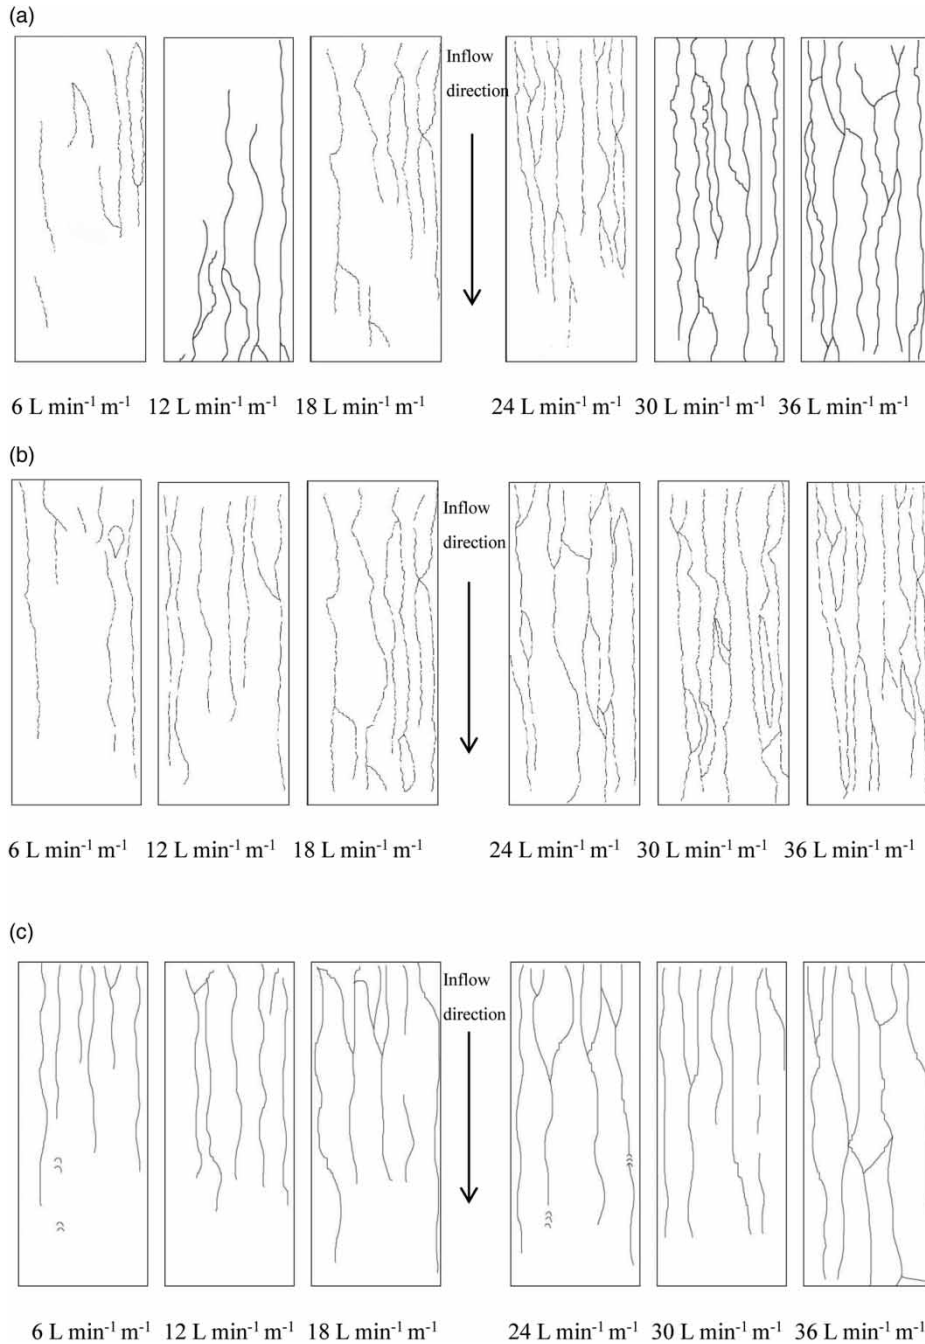 (a)
Inflow
direction
6 L min⁻¹ m⁻¹ 12 L min⁻¹ m⁻¹ 18 L min⁻¹ m⁻¹ 24 L min⁻¹ m⁻¹ 30 L min⁻¹ m⁻¹ 36 L min⁻¹ m⁻¹
(b)
Inflow
direction
6 L min⁻¹ m⁻¹ 12 L min⁻¹ m⁻¹ 18 L min⁻¹ m⁻¹ 24 L min⁻¹ m⁻¹ 30 L min⁻¹ m⁻¹ 36 L min⁻¹ m⁻¹
(c)
Inflow
direction
6 L min⁻¹ m⁻¹ 12 L min⁻¹ m⁻¹ 18 L min⁻¹ m⁻¹ 24 L min⁻¹ m⁻¹ 30 L min⁻¹ m⁻¹ 36 L min⁻¹ m⁻¹